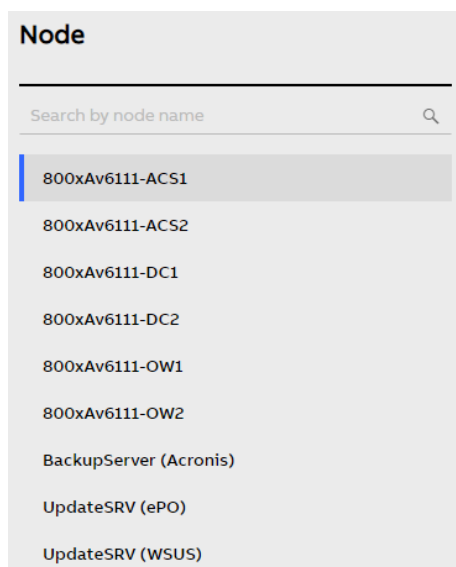 Node
Search by node name
800xAv6111-ACS1
800xAv6111-ACS2
800xAv6111-DC1
800xAv6111-DC2
800xAv6111-OW1
800xAv6111-OW2
BackupServer (Acronis)
UpdateSRV (ePO)
UpdateSRV (WSUS)